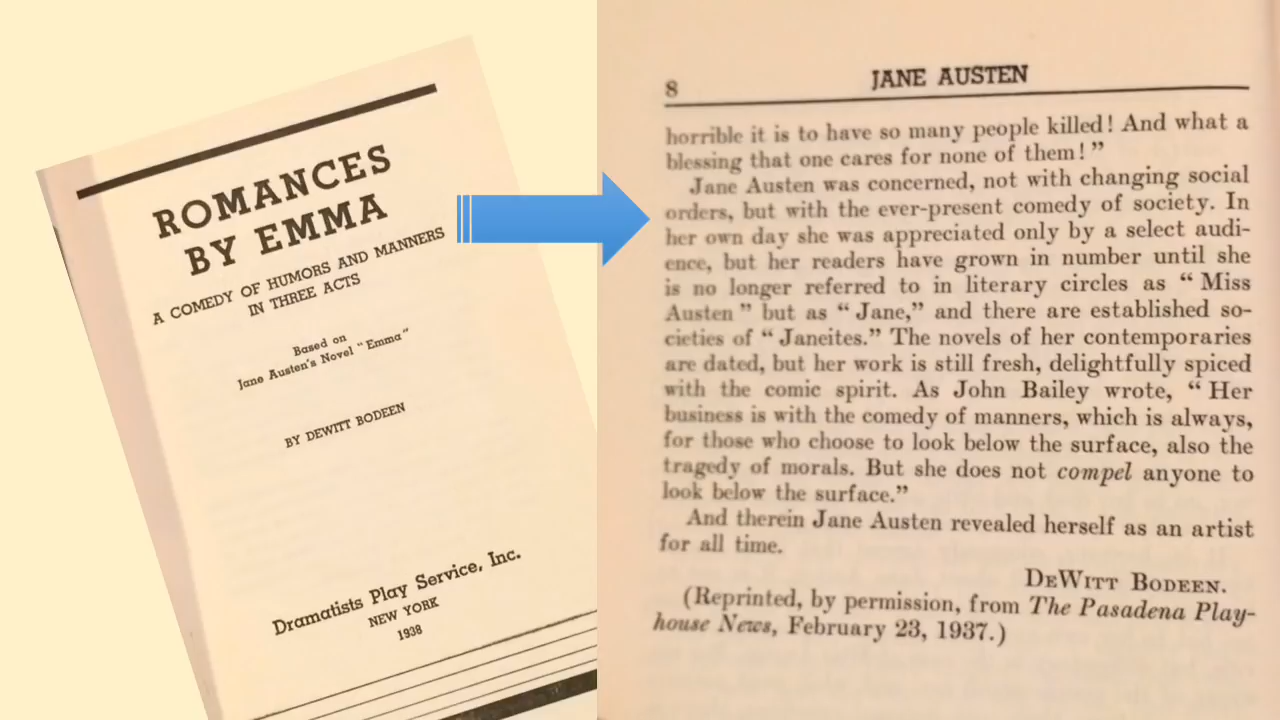 ROMANCES
BY EMMA
A COMEDY OF HUMORS AND MANNERS
IN THREE ACTS
Based on
Jane Austen's Novel "Emma"
BY DEWITT BODEEN
Dramatists Play Service, Inc.
NEW YORK
1938
8
JANE AUSTEN
horrible it is to have so many people killed! And what a
blessing that one cares for none of them!"
Jane Austen was concerned, not with changing social
orders, but with the ever-present comedy of society. In
her own day she was appreciated only by a select audi-
ence, but her readers have grown in number until she
is no longer referred to in literary circles as "Miss
Austen" but as "Jane," and there are established so-
cieties of "Janeites." The novels of her contemporaries
are dated, but her work is still fresh, delightfully spiced
with the comic spirit. As John Bailey wrote, "Her
business is with the comedy of manners, which is always,
for those who choose to look below the surface, also the
tragedy of morals. But she does not compel anyone to
look below the surface."
And therein Jane Austen revealed herself as an artist
for all time.
DEWITT BODEEN.
(Reprinted, by permission, from The Pasadena Play-
house News, February 23, 1937.)